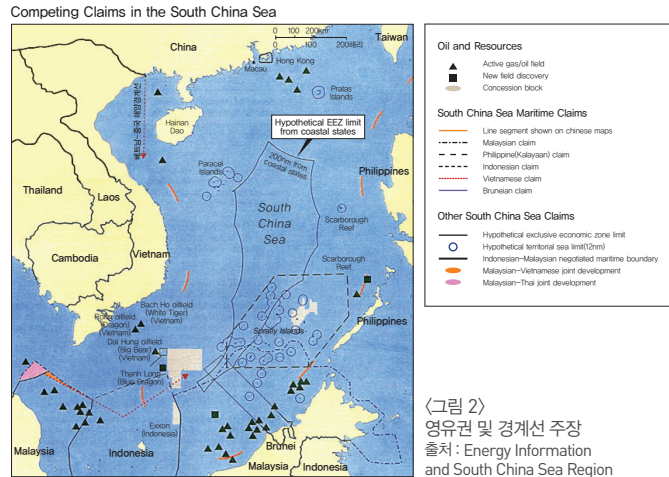 Competing Claims in the South China Sea
0 100 200km
0 100 200해리
China
Taiwan
Macau
Hong Kong
Pratas
Islands
Hainan
Dao
Hypothetical EEZ limit
from coastal states
200nm from
coastal states
Paracel
Islands
Philippines
Thailand
Laos
South
China
Sea
Scarborough
Reef
Cambodia
Vietnam
Scarborough
Reef
Bach Ho oilfield
(White Tiger)
(Vietnam)
(Dragon)
(Vietnam)
Dai Hung oilfield
(Big Bear)
(Vietnam)
Thanh Long
(Blue Dragon)
Spratly Islands
Philippines
Exxon
(Indonesia)
Brunei
Malaysia
Indonesia
Malaysia
Indonesia
Oil and Resources
Active gas/oil field
New field discovery
Concession block
South China Sea Maritime Claims
Line segment shown on chinese maps
Malaysian claim
Philippine(Kalayaan) claim
Indonesian claim
Vietnamese claim
Bruneian claim
Other South China Sea Claims
Hypothetical exclusive economic zone limit
Hypothetical territorial sea limit(12nm)
Indonesian-Malaysian negotiated maritime boundary
Malaysian-Vietnamese joint development
Malaysian-Thai joint development
〈그림 2〉
영유권 및 경계선 주장
출처 : Energy Information
and South China Sea Region